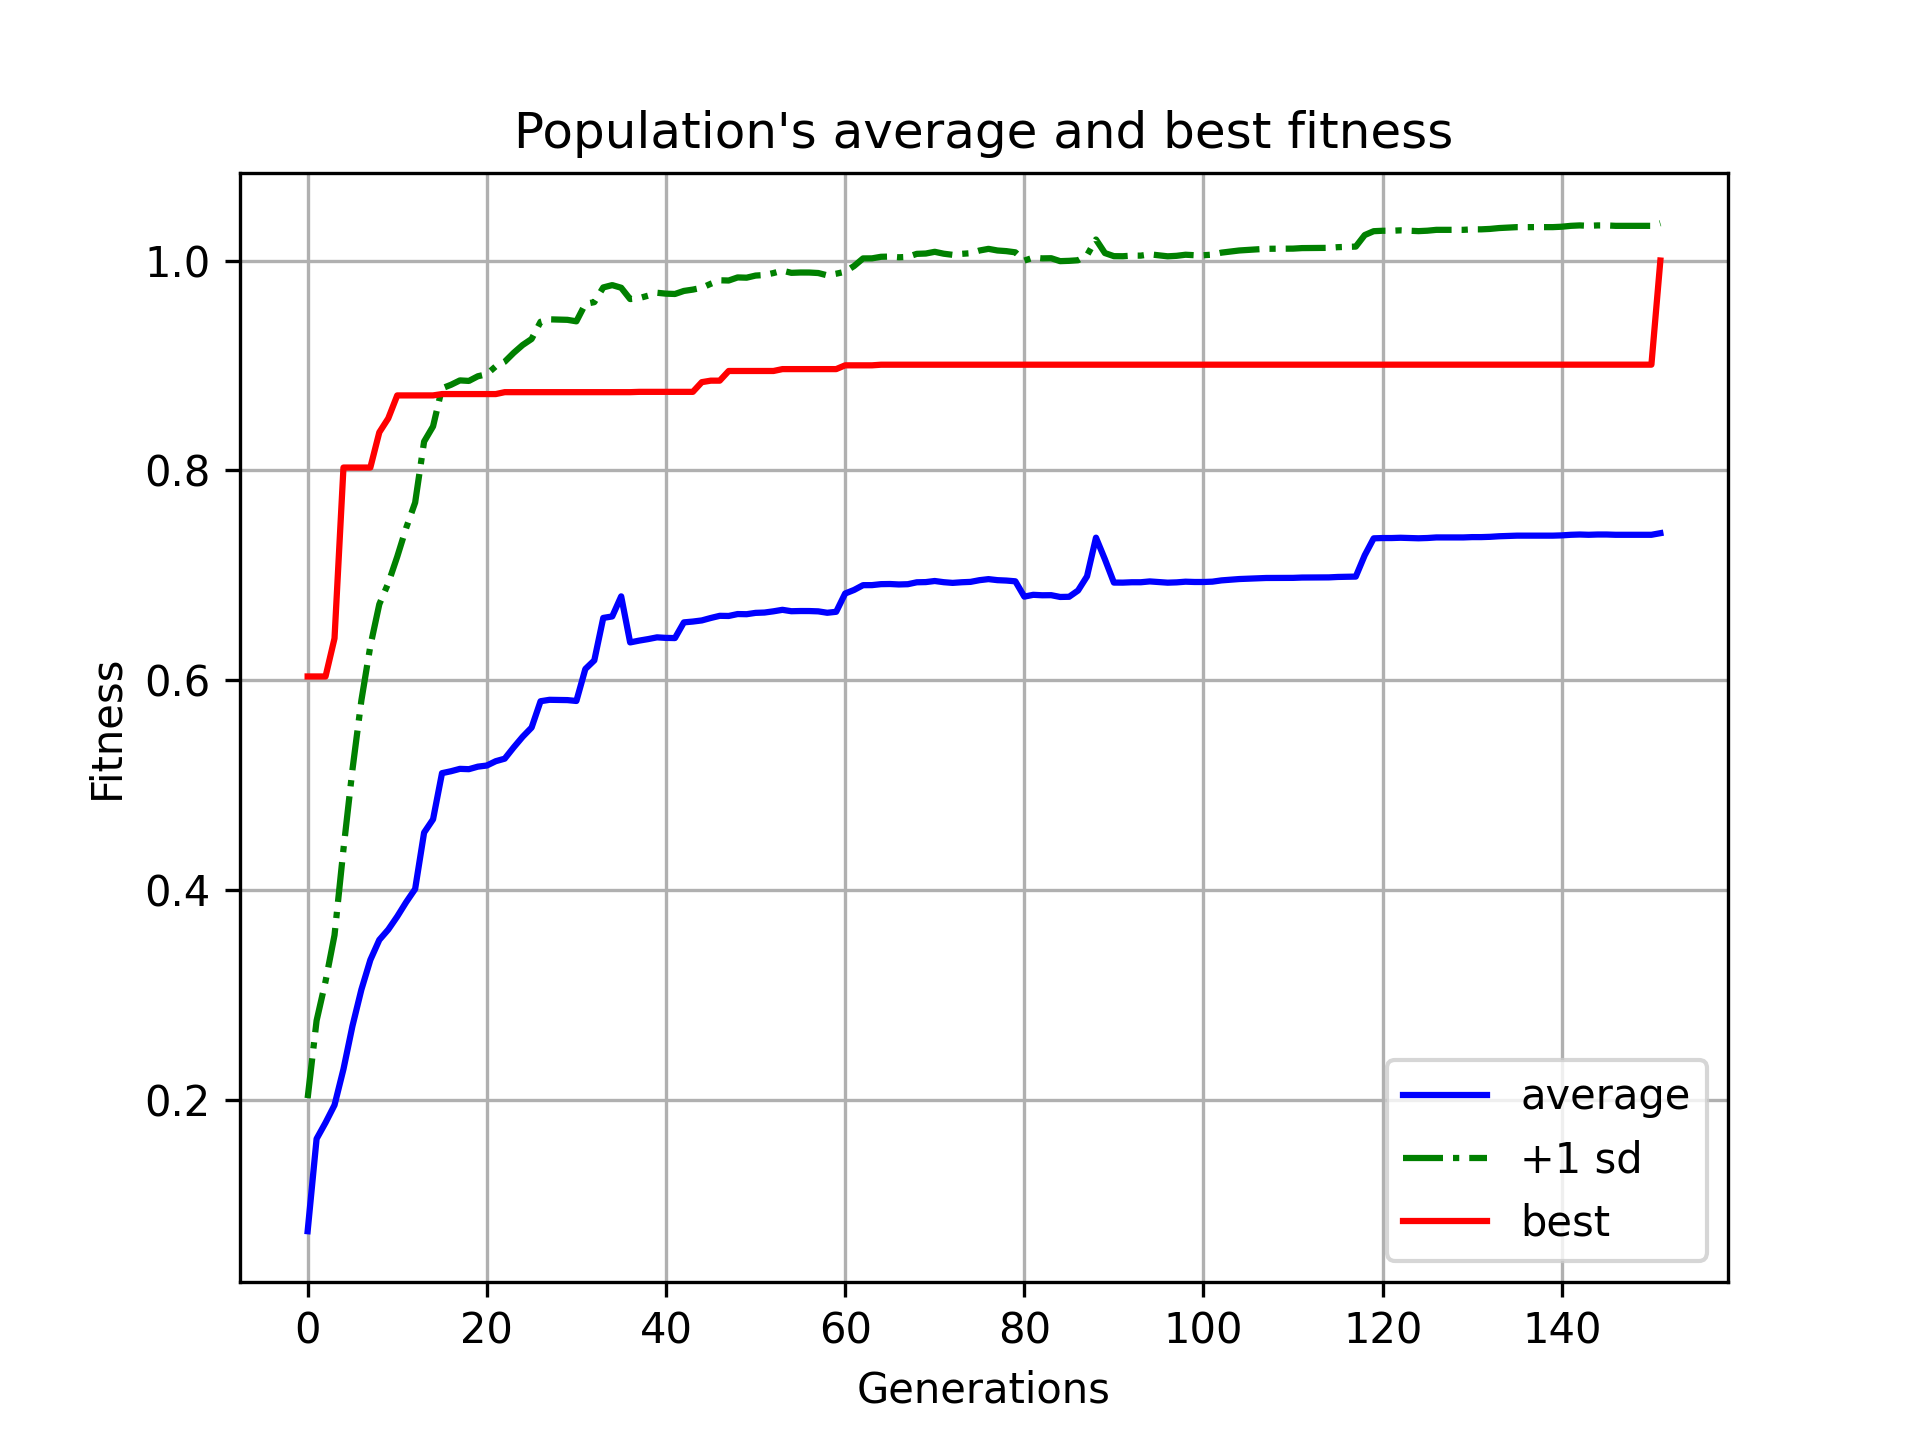 Population's average and best fitness
1.0
0.8
0.6
0.4
0.2
Fitness
average
+1 sd
best
0 20 40 60 80 100 120 140
Generations